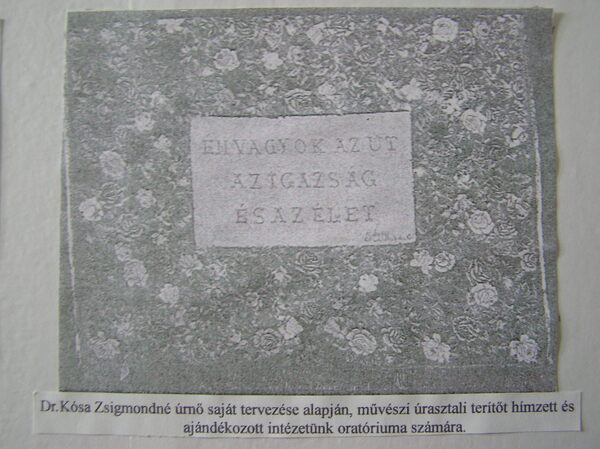 ÉN VAGYOK AZ ÚT
AZ IGAZSÁG
ÉS AZ ÉLET
Dr.Kósa Zsigmondné úrnő saját tervezése alapján, művészi úrasztali terítőt hímzett és
ajándékozott intézetünk oratóriuma számára.